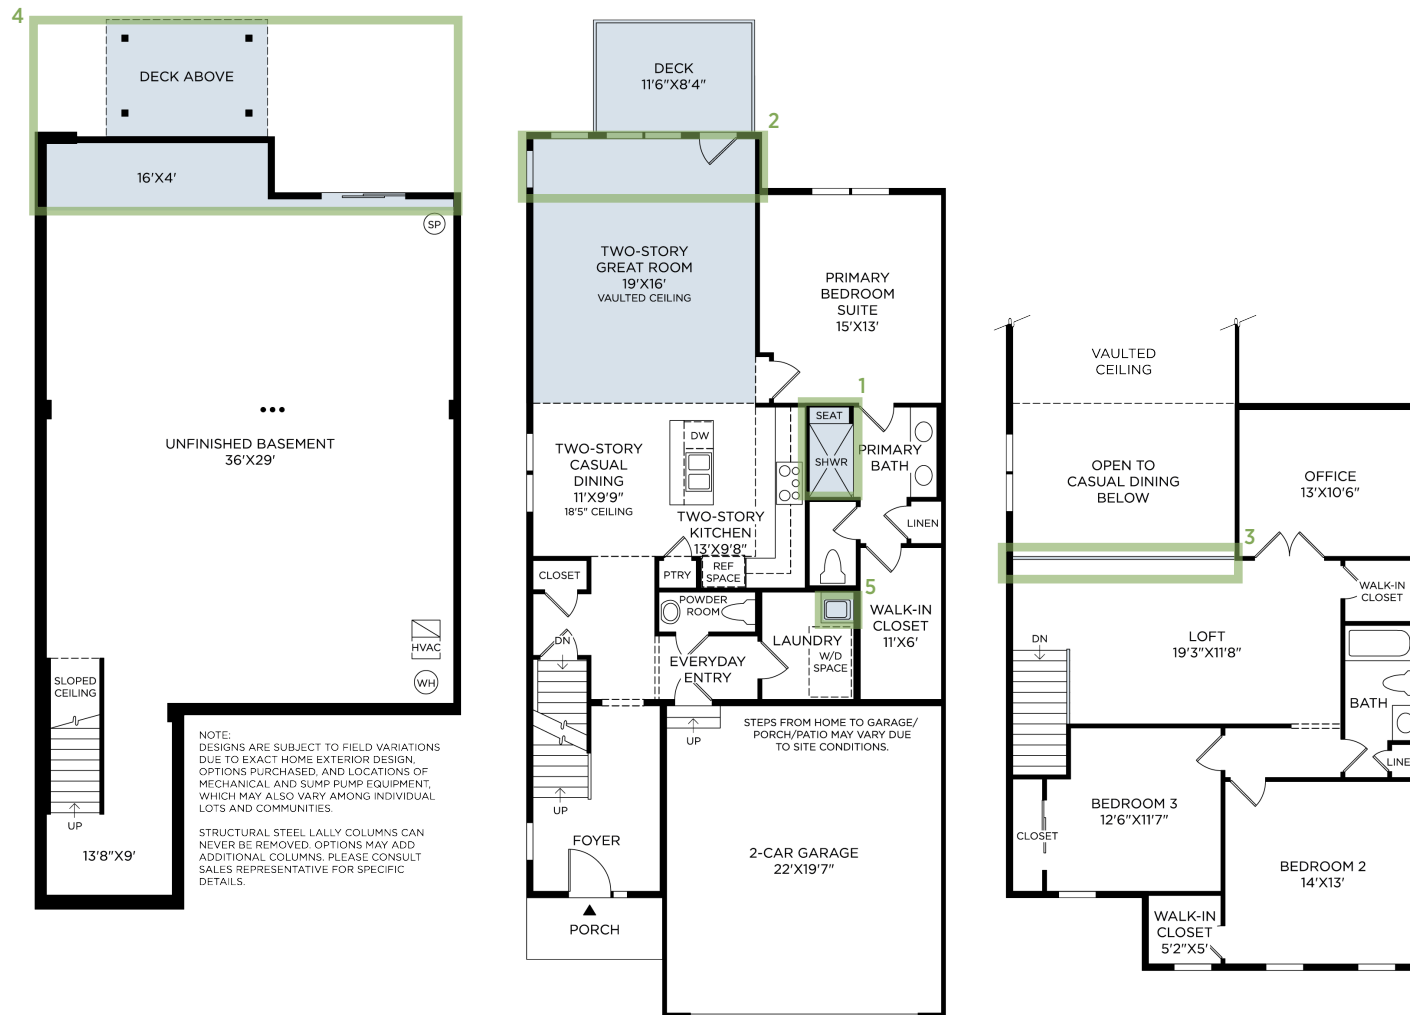 4
DECK ABOVE
16'X4'
SP
UNFINISHED BASEMENT
36'X29'
HVAC
WH
SLOPED
CEILING
UP
13'8"X9'
NOTE:
DESIGNS ARE SUBJECT TO FIELD VARIATIONS
DUE TO EXACT HOME EXTERIOR DESIGN,
OPTIONS PURCHASED, AND LOCATIONS OF
MECHANICAL AND SUMP PUMP EQUIPMENT,
WHICH MAY ALSO VARY AMONG INDIVIDUAL
LOTS AND COMMUNITIES.
STRUCTURAL STEEL LALLY COLUMNS CAN
NEVER BE REMOVED. OPTIONS MAY ADD
ADDITIONAL COLUMNS. PLEASE CONSULT
SALES REPRESENTATIVE FOR SPECIFIC
DETAILS.
DECK
11'6"X8'4"
2
TWO-STORY
GREAT ROOM
19'X16'
VAULTED CEILING
PRIMARY
BEDROOM
SUITE
15'X13'
1
SEAT
SHWR
PRIMARY
BATH
DW
TWO-STORY
CASUAL
DINING
11'X9'9"
18'5" CEILING
TWO-STORY
KITCHEN
13'X9'8"
LINEN
CLOSET
PTRY
REF
SPACE
5
POWDER
ROOM
WALK-IN
CLOSET
11'X6'
LAUNDRY
W/D
SPACE
DN
EVERYDAY
ENTRY
UP
STEPS FROM HOME TO GARAGE/
PORCH/PATIO MAY VARY DUE
TO SITE CONDITIONS.
UP
FOYER
2-CAR GARAGE
22'X19'7"
PORCH
VAULTED
CEILING
OPEN TO
CASUAL DINING
BELOW
OFFICE
13'X10'6"
3
WALK-IN
CLOSET
LOFT
19'3"X11'8"
DN
BATH
LINE
BEDROOM 3
12'6"X11'7"
CLOSET
BEDROOM 2
14'X13'
WALK-IN
CLOSET
5'2"X5'